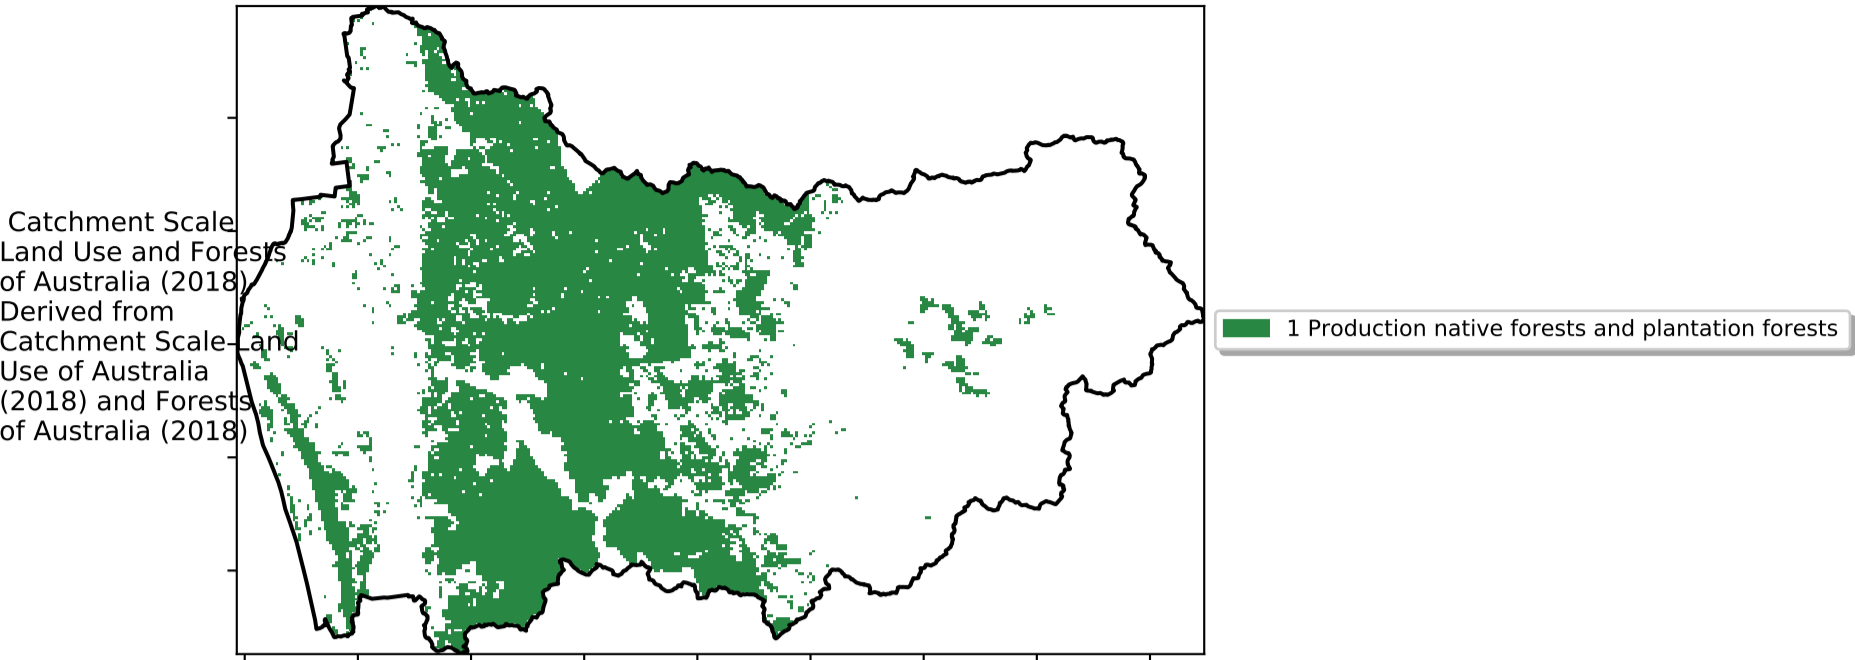 Catchment Scale
Land Use and Forests
of Australia (2018)
Derived from
Catchment Scale Land
Use of Australia
(2018) and Forests
of Australia (2018)
1 Production native forests and plantation forests